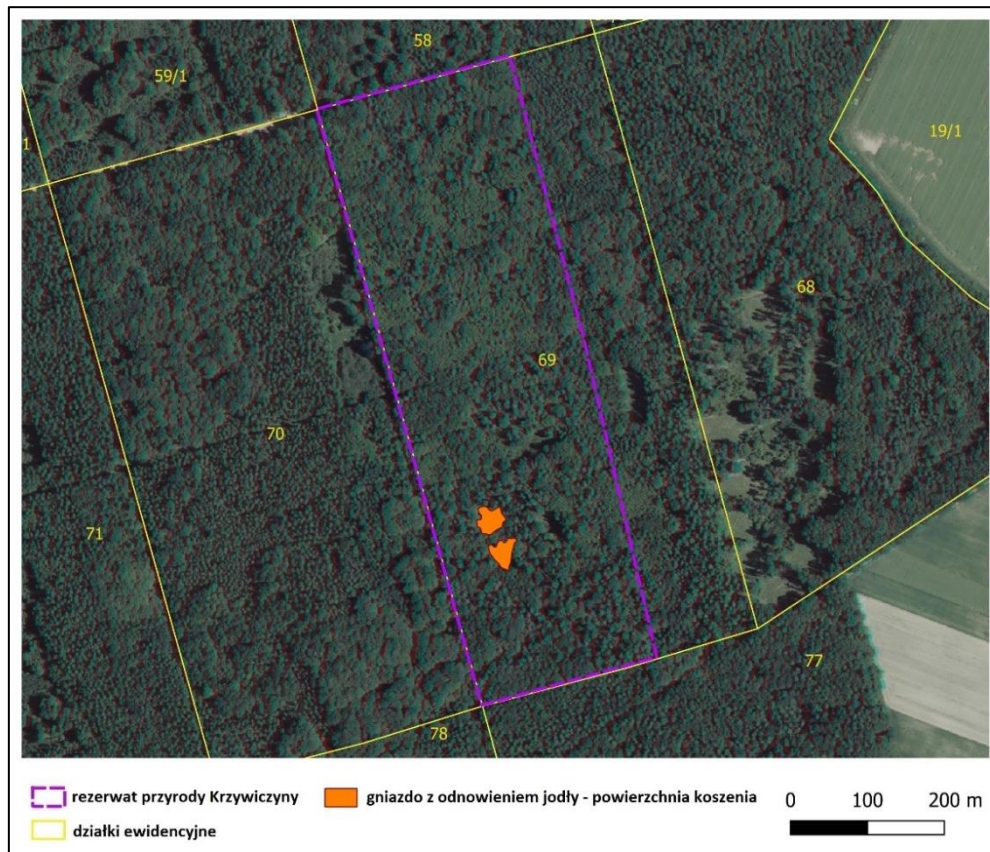 58
59/1
1
19/1
68
69
70
71
77
78
rezerwat przyrody Krzywiczyny
gniazdo z odnowieniem jodły - powierzchnia koszenia
0 100 200 m
działki ewidencyjne